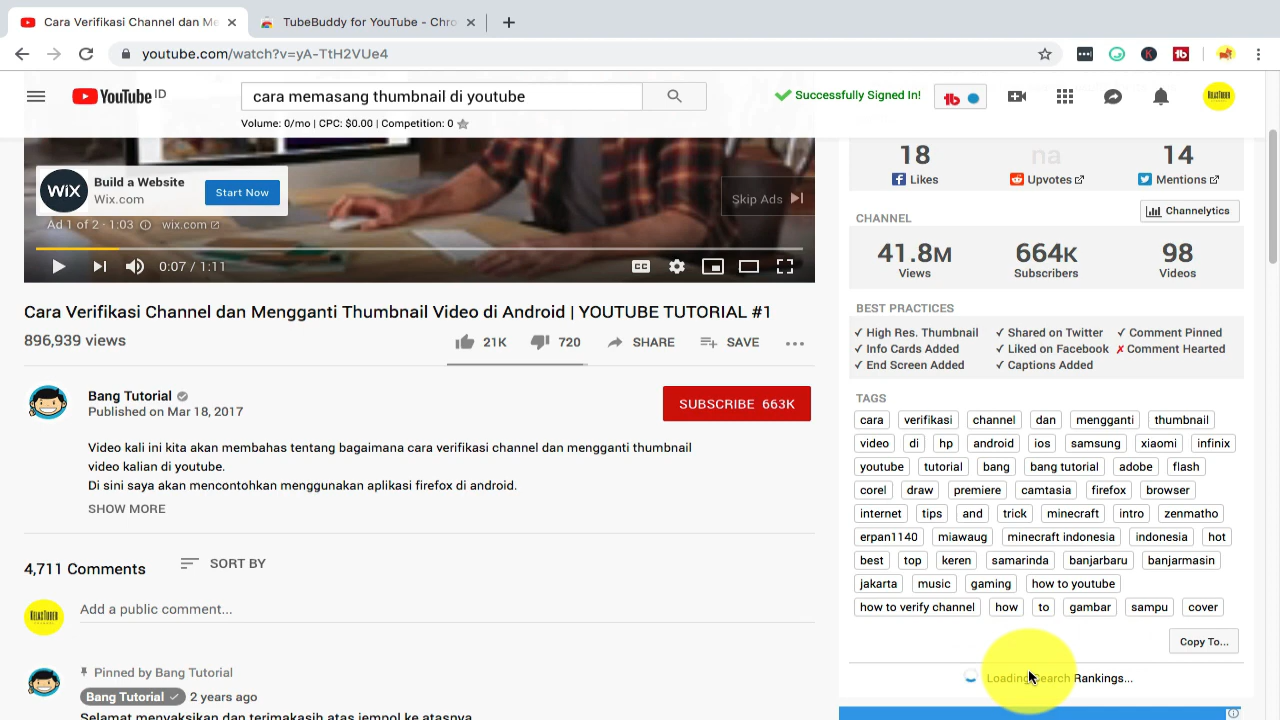 Cara Verifikasi Channel dan Me
TubeBuddy for YouTube - Chro
youtube.com/watch?v=yA-TtH2VUe4
YouTube ID
cara memasang thumbnail di youtube
Successfully Signed In!
Volume: 0/mo | CPC: $0.00 | Competition: 0
18 na 14
Likes Upvotes Mentions
CHANNEL Channelytics
41.8M 664K 98
Views Subscribers Videos
BEST PRACTICES
✓ High Res. Thumbnail ✓ Shared on Twitter ✓ Comment Pinned
✓ Info Cards Added ✓ Liked on Facebook ✗ Comment Hearted
✓ End Screen Added ✓ Captions Added
TAGS
cara verifikasi channel dan mengganti thumbnail
video di hp android ios samsung xiaomi infinix
youtube tutorial bang bang tutorial adobe flash
corel draw premiere camtasia firefox browser
internet tips and trick minecraft intro zenmatho
erpan1140 miawaug minecraft indonesia indonesia hot
best top keren samarinda banjarbaru banjarmasin
jakarta music gaming how to youtube
how to verify channel how to gambar sampu cover
Copy To...
Loading Search Rankings...
WiX
Build a Website
Wix.com
Start Now
Skip Ads
Ad 1 of 2 · 1:03 wix.com
0:07 / 1:11
CC
Cara Verifikasi Channel dan Mengganti Thumbnail Video di Android | YOUTUBE TUTORIAL #1
896,939 views
21K 720 SHARE SAVE
Bang Tutorial
Published on Mar 18, 2017
SUBSCRIBE 663K
Video kali ini kita akan membahas tentang bagaimana cara verifikasi channel dan mengganti thumbnail
video kalian di youtube.
Di sini saya akan mencontohkan menggunakan aplikasi firefox di android.
SHOW MORE
4,711 Comments SORT BY
Add a public comment...
Pinned by Bang Tutorial
Bang Tutorial 2 years ago
Selamat menyaksikan dan terimakasih atas jempol ke atasnya